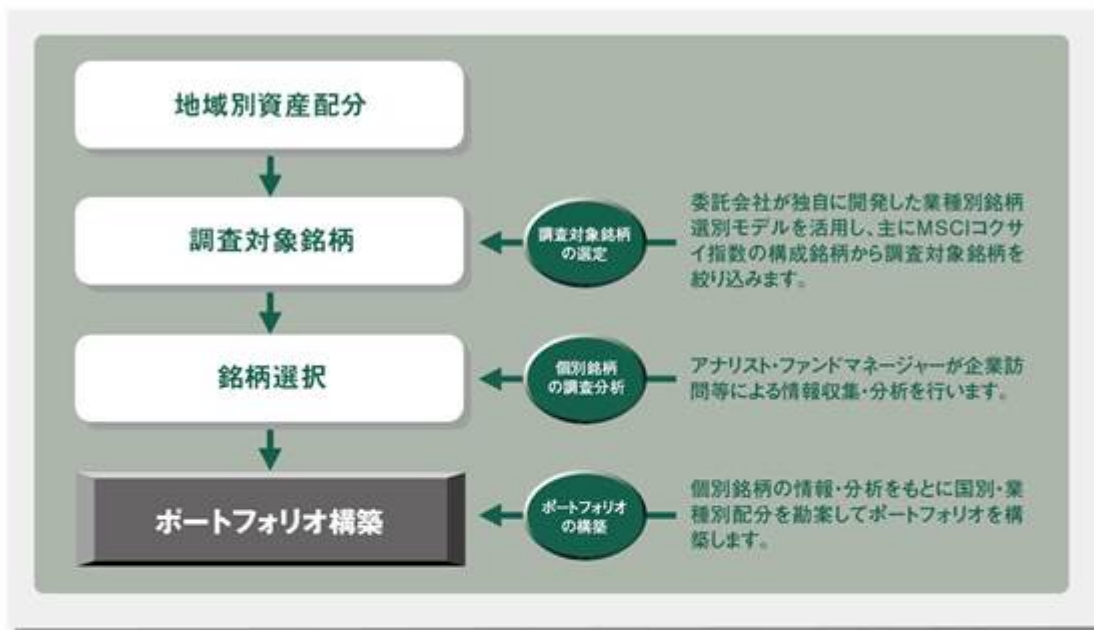 地域別資産配分
調査対象銘柄
調査対象銘柄
の選定
委託会社が独自に開発した業種別銘柄
選別モデルを活用し、主にMSCIコクサ
イ指数の構成銘柄から調査対象銘柄を
絞り込みます。
銘柄選択
個別銘柄
の調査分析
アナリスト・ファンドマネージャーが企業訪
問等による情報収集・分析を行います。
ポートフォリオ構築
ポートフォリオ
の構築
個別銘柄の情報・分析をもとに国別・業
種別配分を勘案してポートフォリオを構
築します。